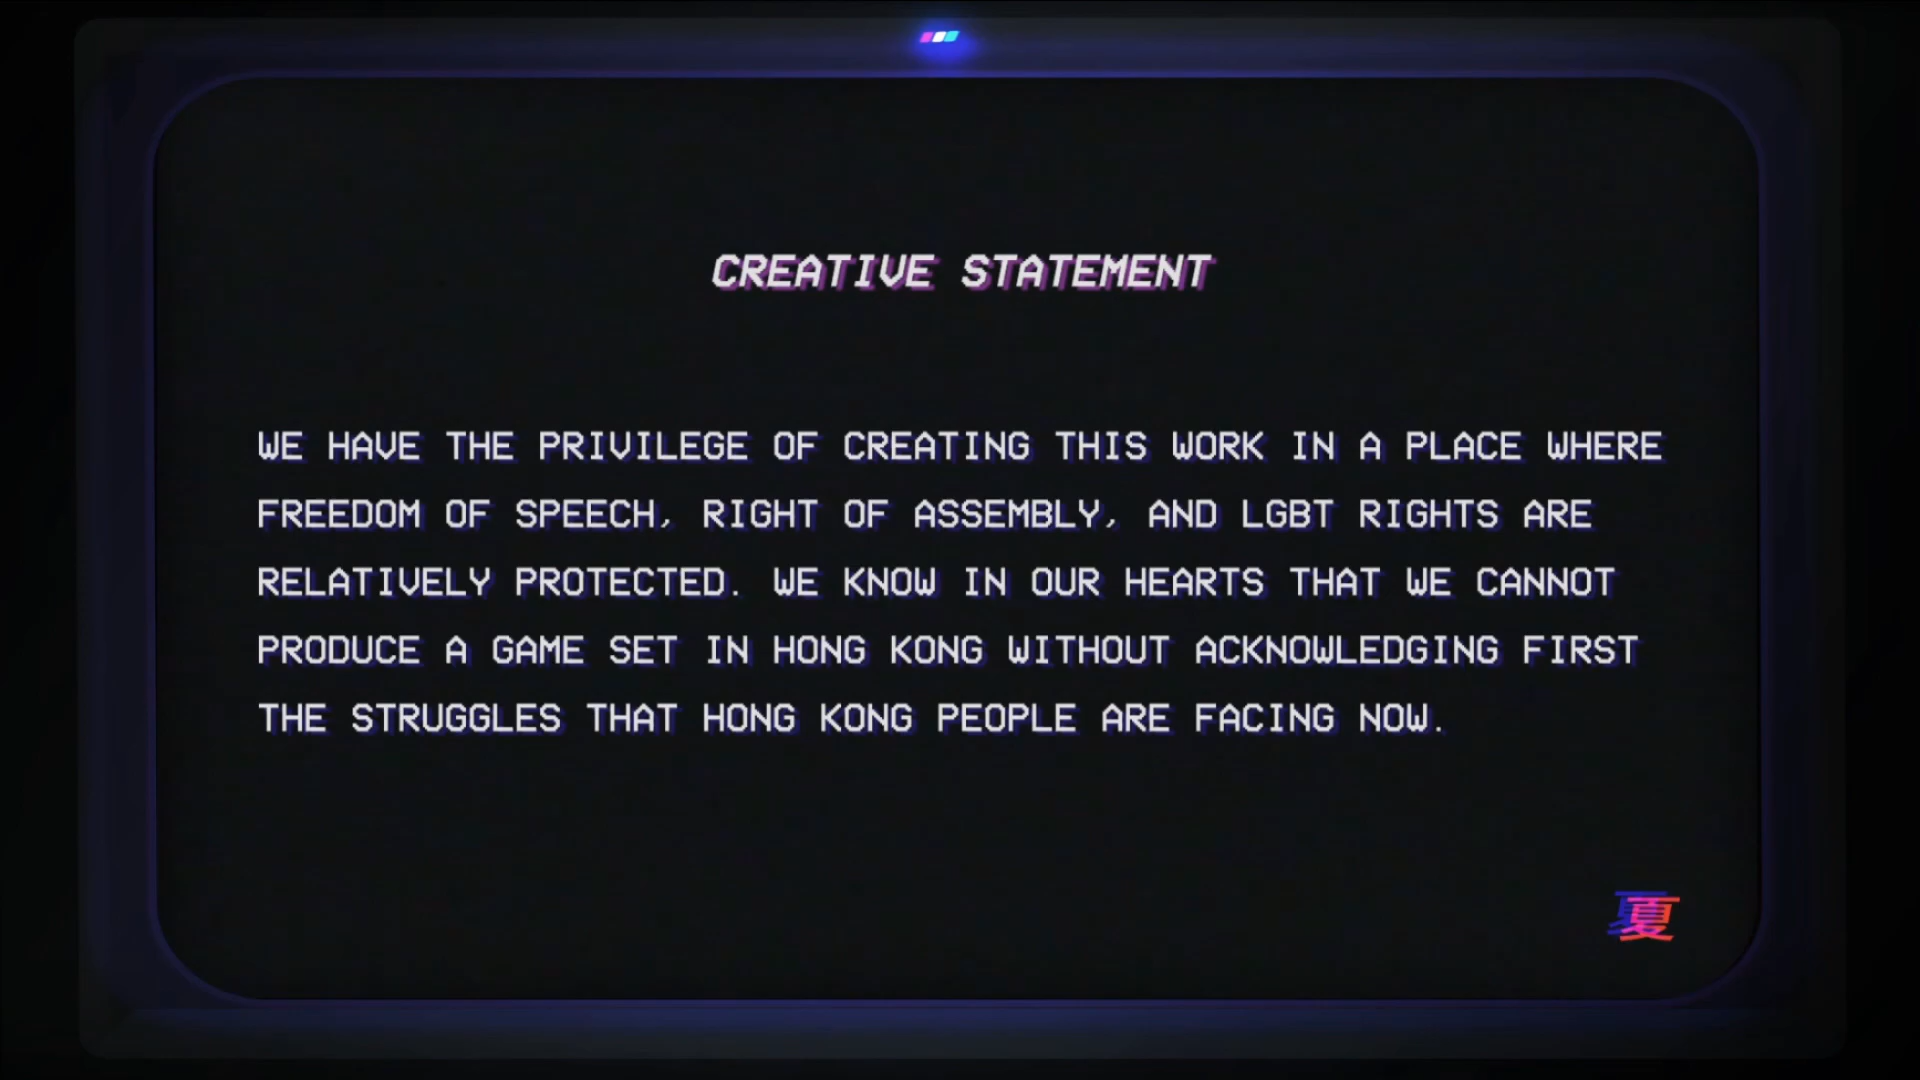 CREATIVE STATEMENT
WE HAVE THE PRIVILEGE OF CREATING THIS WORK IN A PLACE WHERE
FREEDOM OF SPEECH, RIGHT OF ASSEMBLY, AND LGBT RIGHTS ARE
RELATIVELY PROTECTED. WE KNOW IN OUR HEARTS THAT WE CANNOT
PRODUCE A GAME SET IN HONG KONG WITHOUT ACKNOWLEDGING FIRST
THE STRUGGLES THAT HONG KONG PEOPLE ARE FACING NOW.
夏